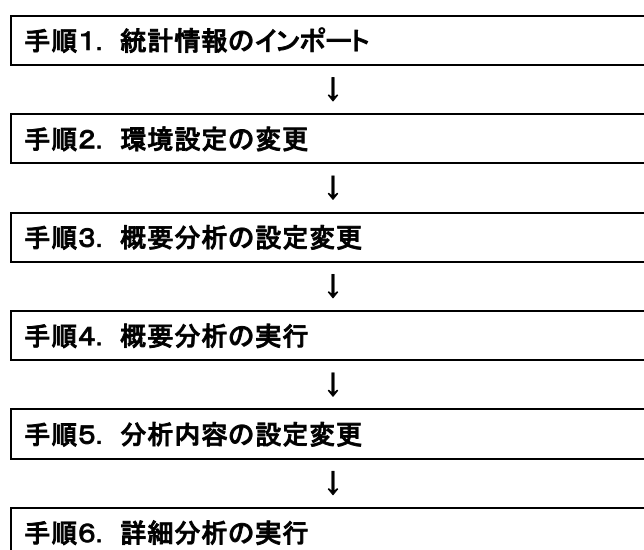 手順１．統計情報のインポート
↓
手順２．環境設定の変更
↓
手順３．概要分析の設定変更
↓
手順４．概要分析の実行
↓
手順５．分析内容の設定変更
↓
手順６．詳細分析の実行